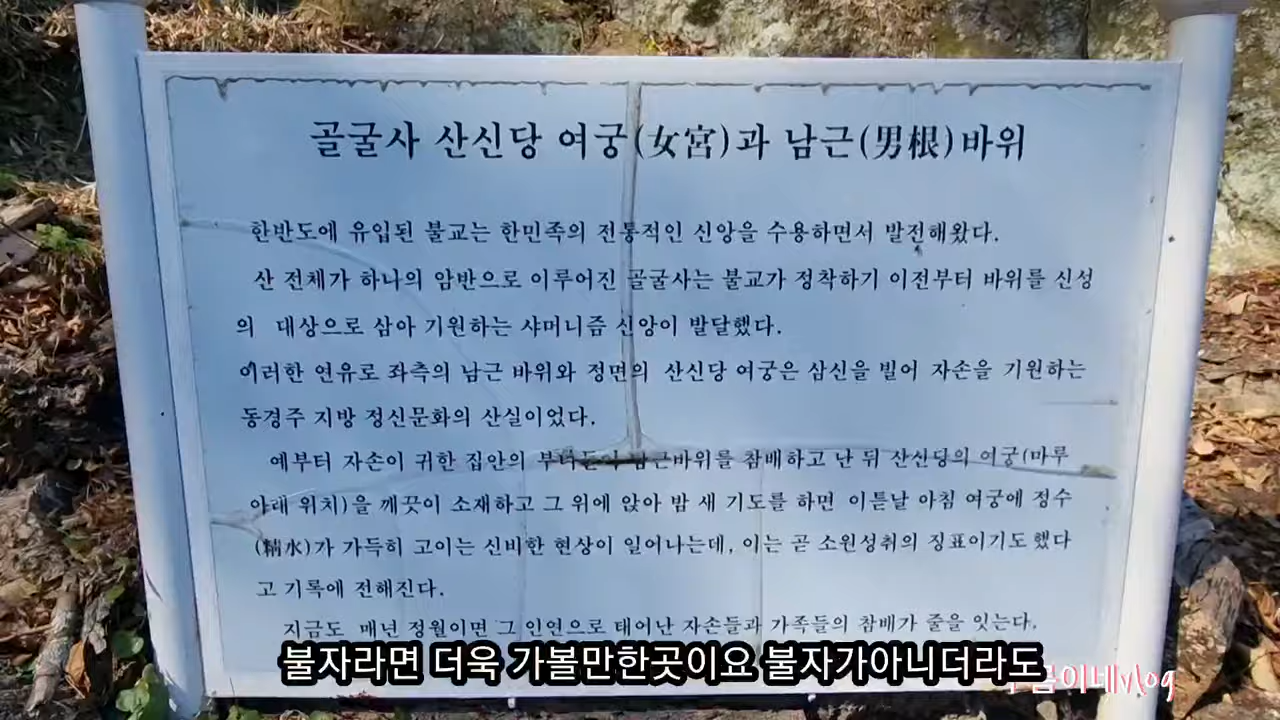 골굴사 산신당 여궁(女宮)과 남근(男根)바위
한반도에 유입된 불교는 한민족의 전통적인 신앙을 수용하면서 발전해왔다.
산 전체가 하나의 암반으로 이루어진 골굴사는 불교가 정착하기 이전부터 바위를 신성
의 대상으로 삼아 기원하는 샤머니즘 신앙이 발달했다.
이러한 연유로 좌측의 남근 바위와 정면의 산신당 여궁은 삼신을 빌어 자손을 기원하는
동경주 지방 정신문화의 산실이었다.
예부터 자손이 귀한 집안의 부녀들이 남근바위를 참배하고 난 뒤 산신당의 여궁(마루
아래 위치)을 깨끗이 소재하고 그 위에 앉아 밤 새 기도를 하면 이튿날 아침 여궁에 정수
(精水)가 가득히 고이는 신비한 현상이 일어나는데, 이는 곧 소원성취의 징표이기도 했다
고 기록에 전해진다.
지금도 매년 정월이면 그 인연으로 태어난 자손들과 가족들의 참배가 줄을 잇는다.
불자라면 더욱 가볼만한곳이요 불자가아니더라도